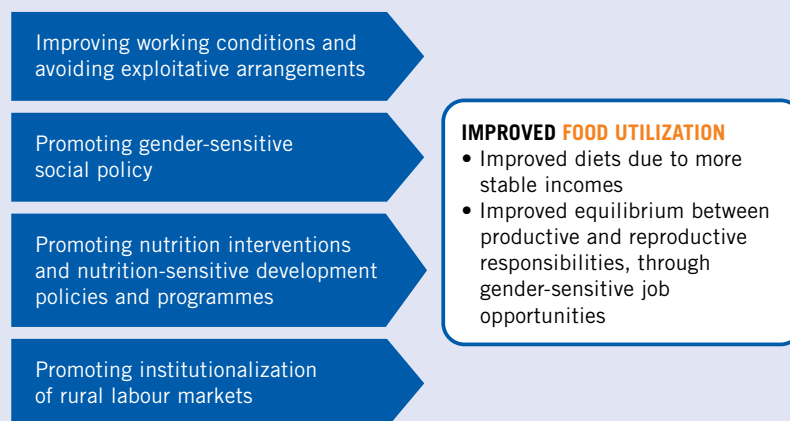 Improving working conditions and
avoiding exploitative arrangements
Promoting gender-sensitive
social policy
Promoting nutrition interventions
and nutrition-sensitive development
policies and programmes
Promoting institutionalization
of rural labour markets
IMPROVED FOOD UTILIZATION
• Improved diets due to more
stable incomes
• Improved equilibrium between
productive and reproductive
responsibilities, through
gender-sensitive job
opportunities